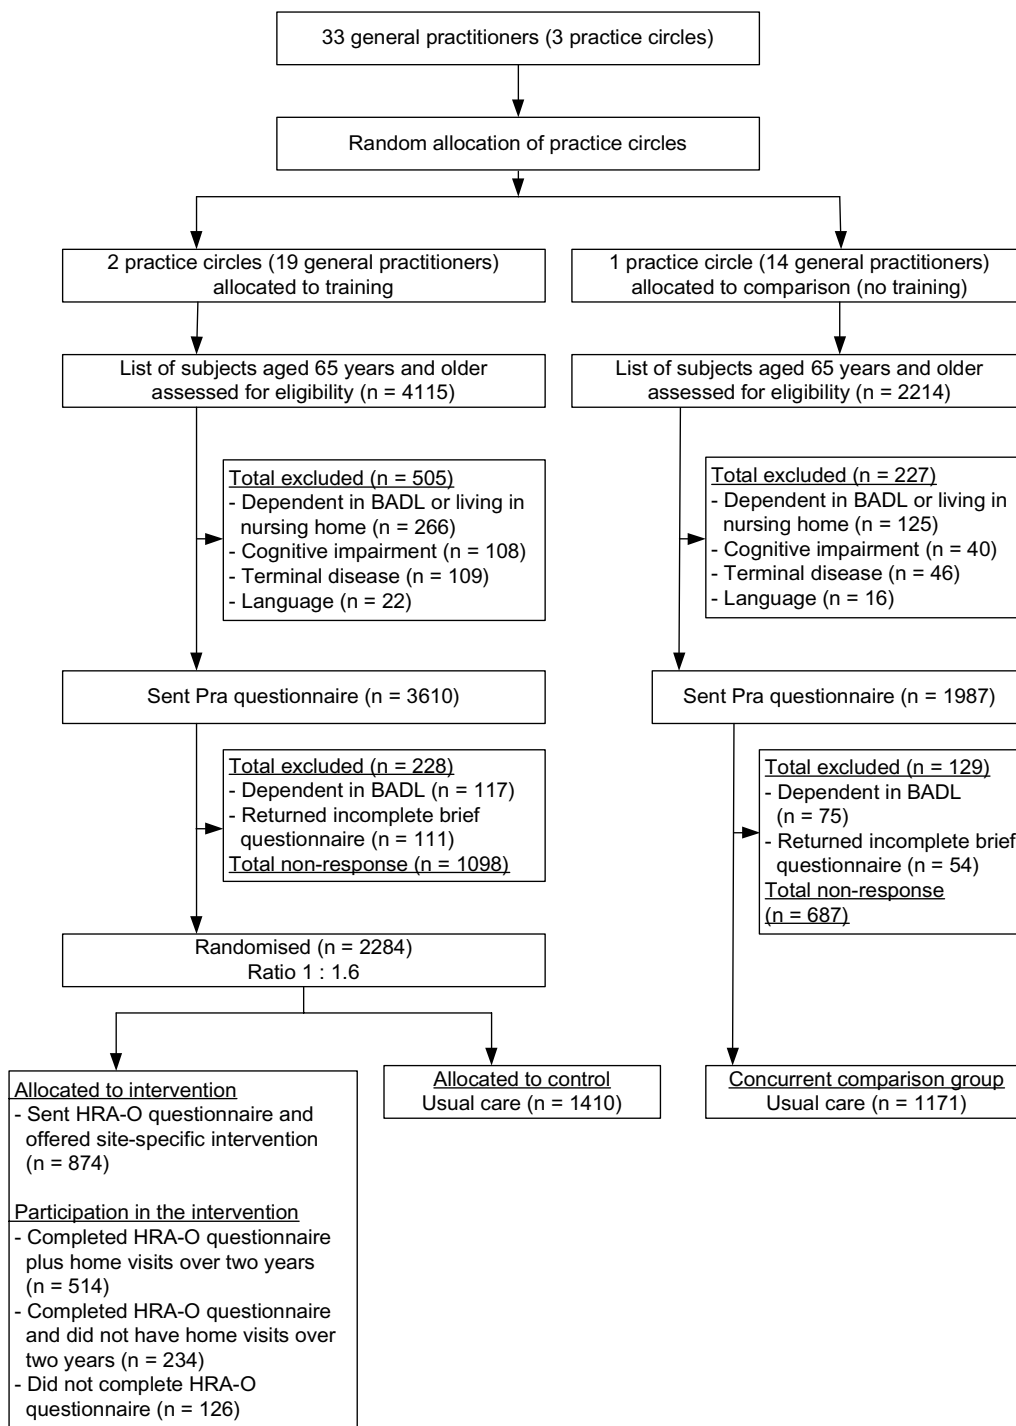 33 general practitioners (3 practice circles)
Random allocation of practice circles
2 practice circles (19 general practitioners)
allocated to training
1 practice circle (14 general practitioners)
allocated to comparison (no training)
List of subjects aged 65 years and older
assessed for eligibility (n = 4115)
List of subjects aged 65 years and older
assessed for eligibility (n = 2214)
Total excluded (n = 505)
- Dependent in BADL or living in
nursing home (n = 266)
- Cognitive impairment (n = 108)
- Terminal disease (n = 109)
- Language (n = 22)
Total excluded (n = 227)
- Dependent in BADL or living in
nursing home (n = 125)
- Cognitive impairment (n = 40)
- Terminal disease (n = 46)
- Language (n = 16)
Sent Pra questionnaire (n = 3610)
Sent Pra questionnaire (n = 1987)
Total excluded (n = 228)
- Dependent in BADL (n = 117)
- Returned incomplete brief
questionnaire (n = 111)
Total non-response (n = 1098)
Total excluded (n = 129)
- Dependent in BADL
(n = 75)
- Returned incomplete brief
questionnaire (n = 54)
Total non-response
(n = 687)
Randomised (n = 2284)
Ratio 1 : 1.6
Allocated to intervention
- Sent HRA-O questionnaire and
offered site-specific intervention
(n = 874)
Participation in the intervention
- Completed HRA-O questionnaire
plus home visits over two years
(n = 514)
- Completed HRA-O questionnaire
and did not have home visits over
two years (n = 234)
- Did not complete HRA-O
questionnaire (n = 126)
Allocated to control
Usual care (n = 1410)
Concurrent comparison group
Usual care (n = 1171)